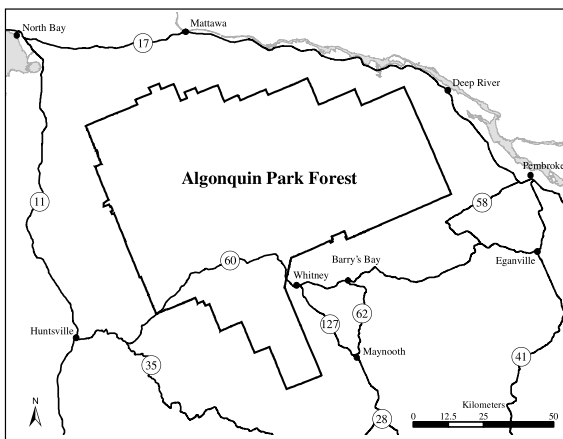 North Bay
Mattawa
17
Deep River
Pembroke
Algonquin Park Forest
58
11
60
Eganville
Barry's Bay
Whitney
62
127
Huntsville
Maynooth
35
41
Kilometers
N
28
0 12.5 25 50